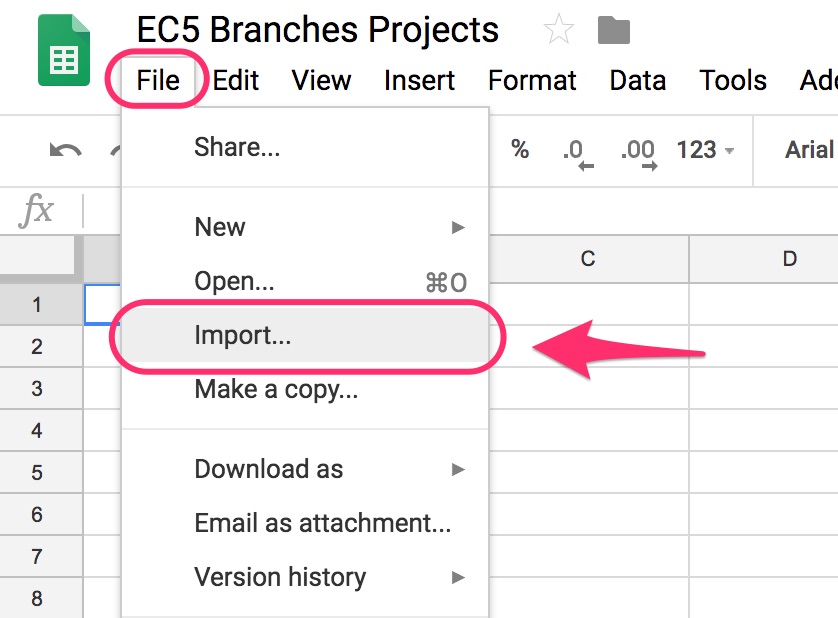 EC5 Branches Projects
File Edit View Insert Format Data Tools
% .0 .00 123 Arial
fx
C D
Share...
New
Open... ⌘O
Import...
Make a copy...
Download as
Email as attachment...
Version history
1
2
3
4
5
6
7
8